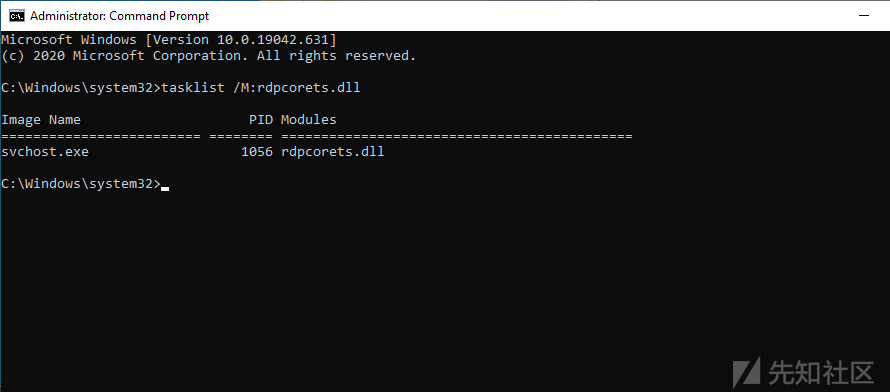 Administrator: Command Prompt
Microsoft Windows [Version 10.0.19042.631]
(c) 2020 Microsoft Corporation. All rights reserved.
C:\Windows\system32>tasklist /M:rdpcorets.dll
Image Name                     PID Modules
========================= ======== ============================================
svchost.exe                   1056 rdpcorets.dll
C:\Windows\system32>
先知社区